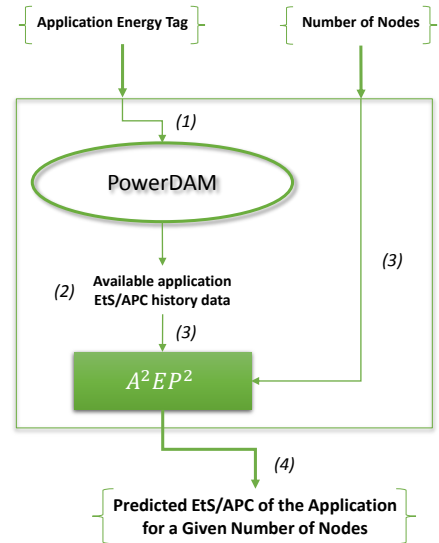 Application Energy Tag
Number of Nodes
(1)
PowerDAM
(2)
Available application
EtS/APC history data
(3)
(3)
A²EP²
(4)
Predicted EtS/APC of the Application
for a Given Number of Nodes